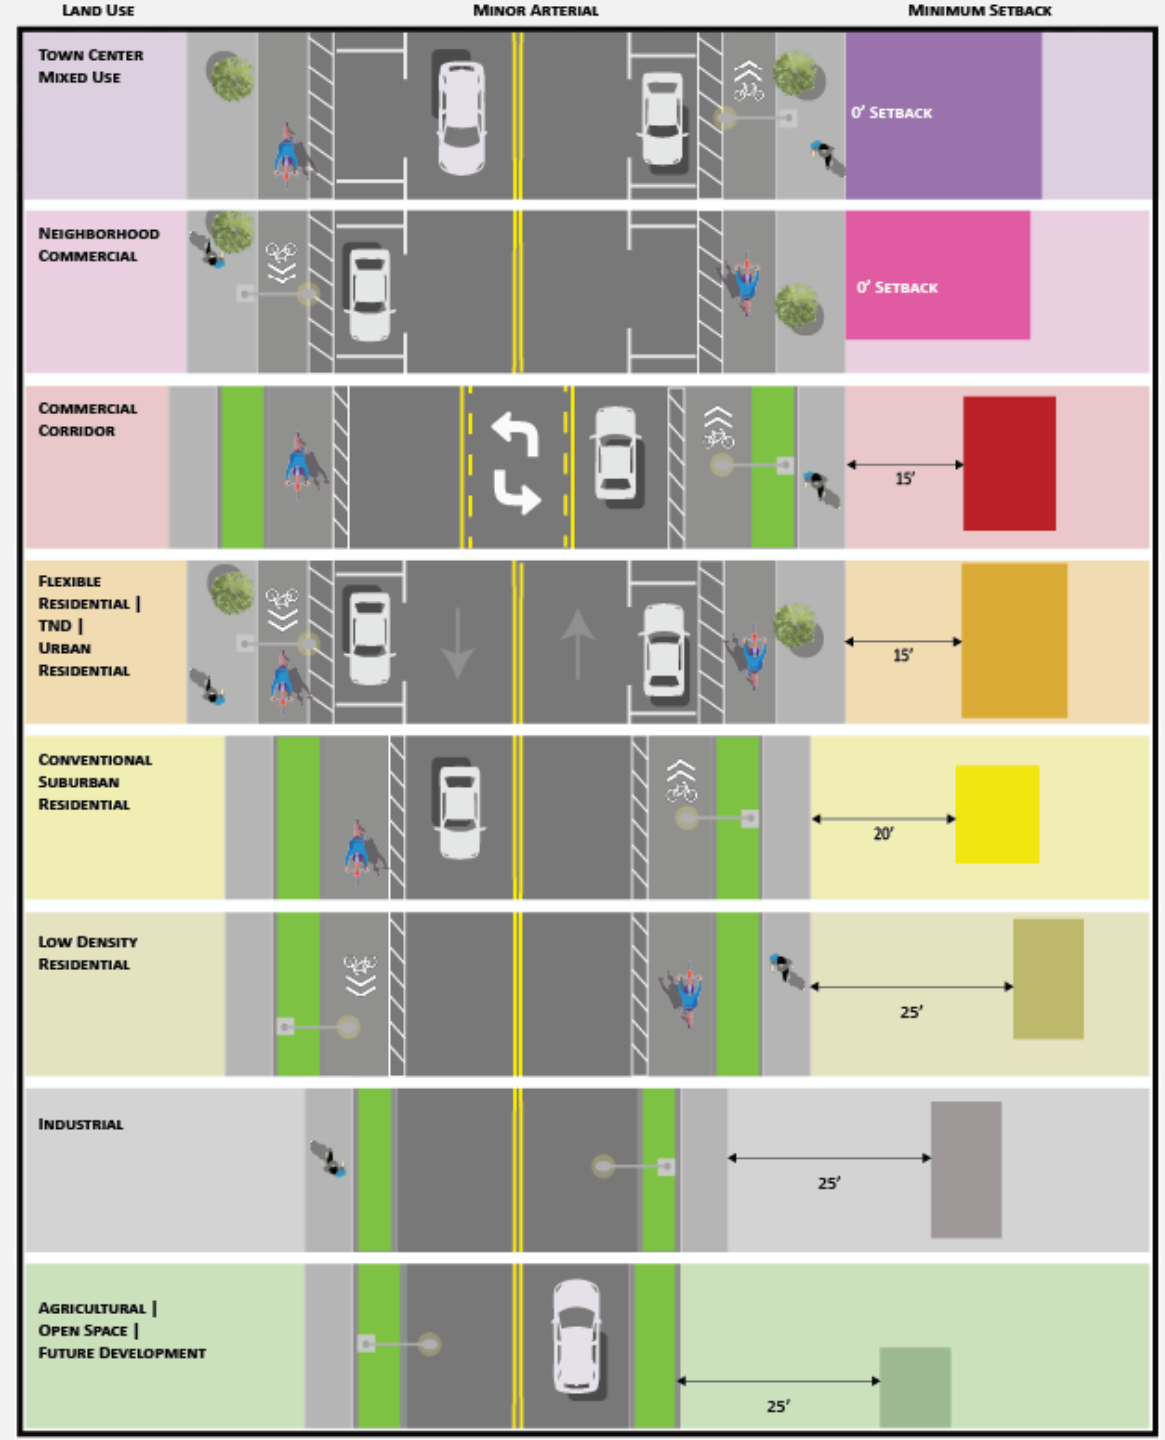 LAND USE
MINOR ARTERIAL
MINIMUM SETBACK
TOWN CENTER
MIXED USE
0' SETBACK
NEIGHBORHOOD
COMMERCIAL
0' SETBACK
COMMERCIAL
CORRIDOR
15'
FLEXIBLE
RESIDENTIAL |
TND |
URBAN
RESIDENTIAL
15'
CONVENTIONAL
SUBURBAN
RESIDENTIAL
20'
LOW DENSITY
RESIDENTIAL
25'
INDUSTRIAL
25'
AGRICULTURAL |
OPEN SPACE |
FUTURE DEVELOPMENT
25'